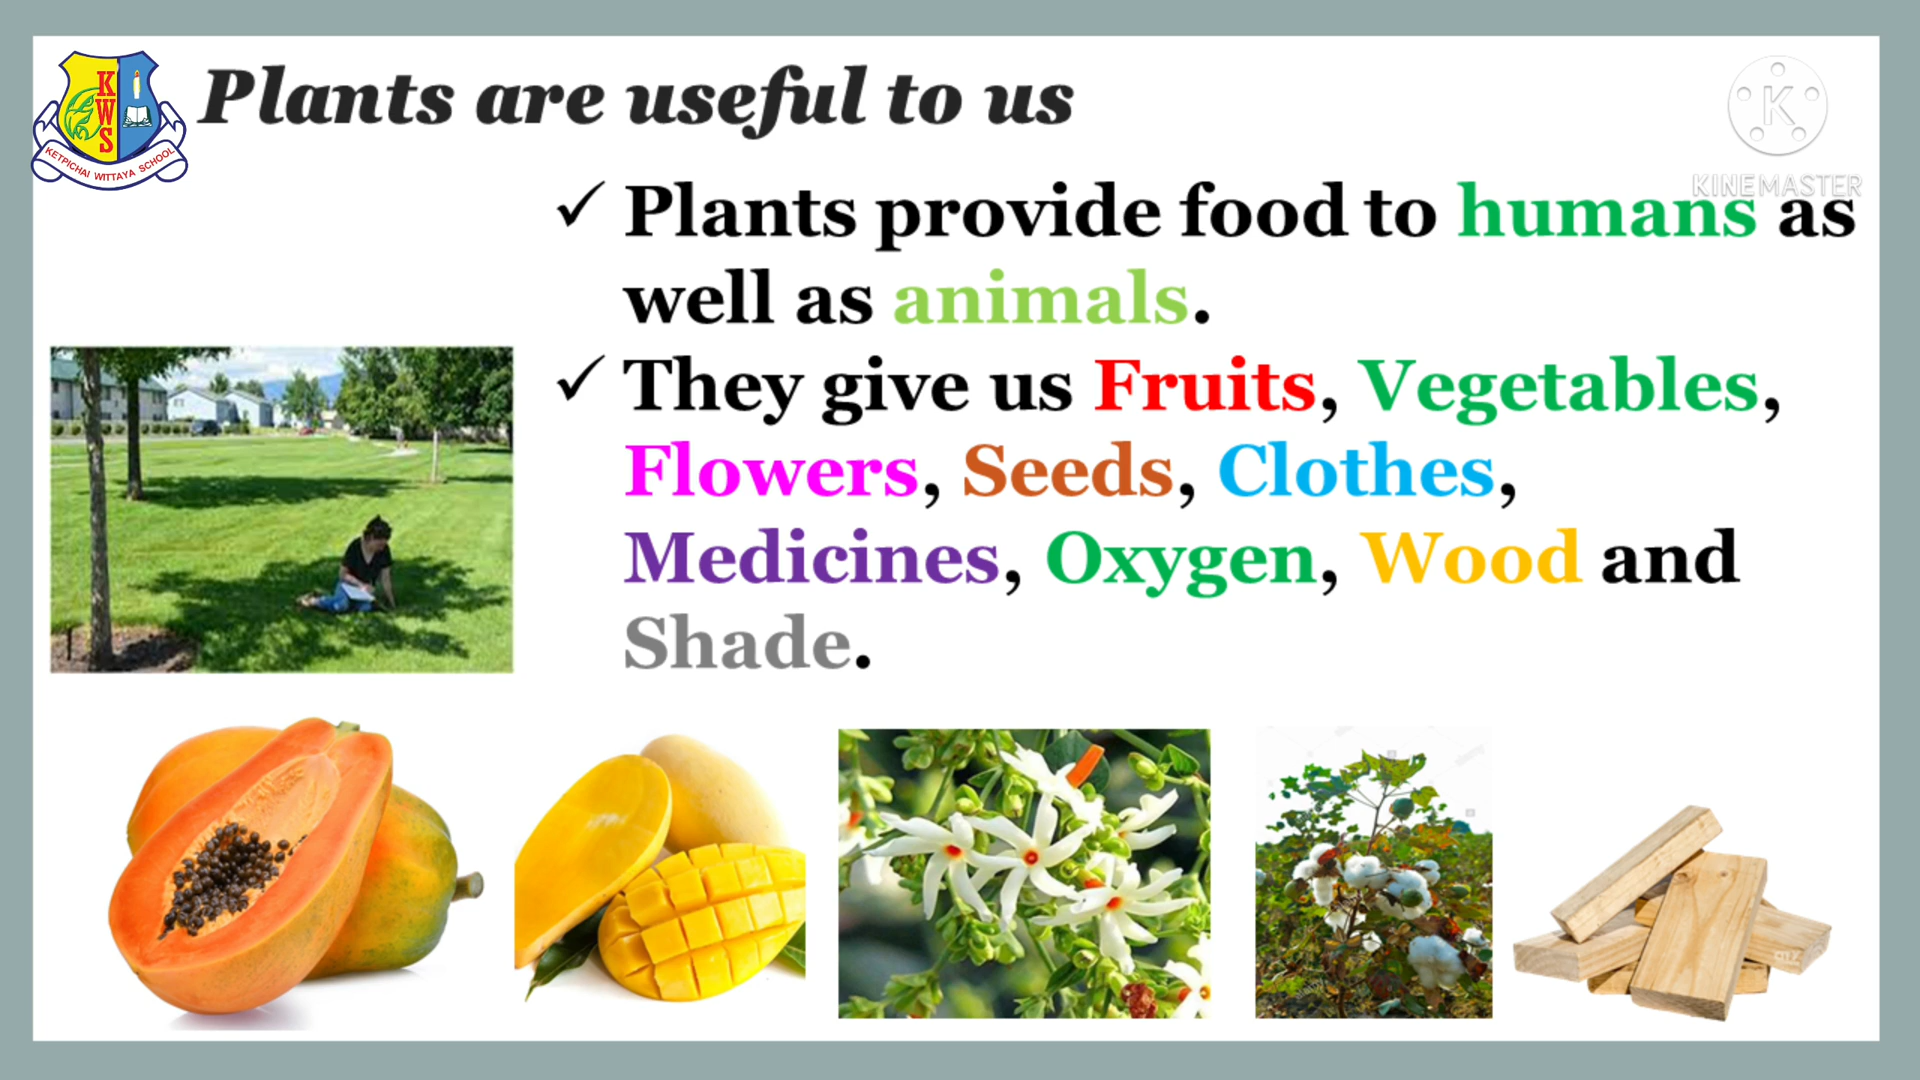 KWS
KETPICHAI WITTAYA SCHOOL
Plants are useful to us
K
KINEMASTER
✓ Plants provide food to humans as
well as animals.
✓ They give us Fruits, Vegetables,
Flowers, Seeds, Clothes,
Medicines, Oxygen, Wood and
Shade.